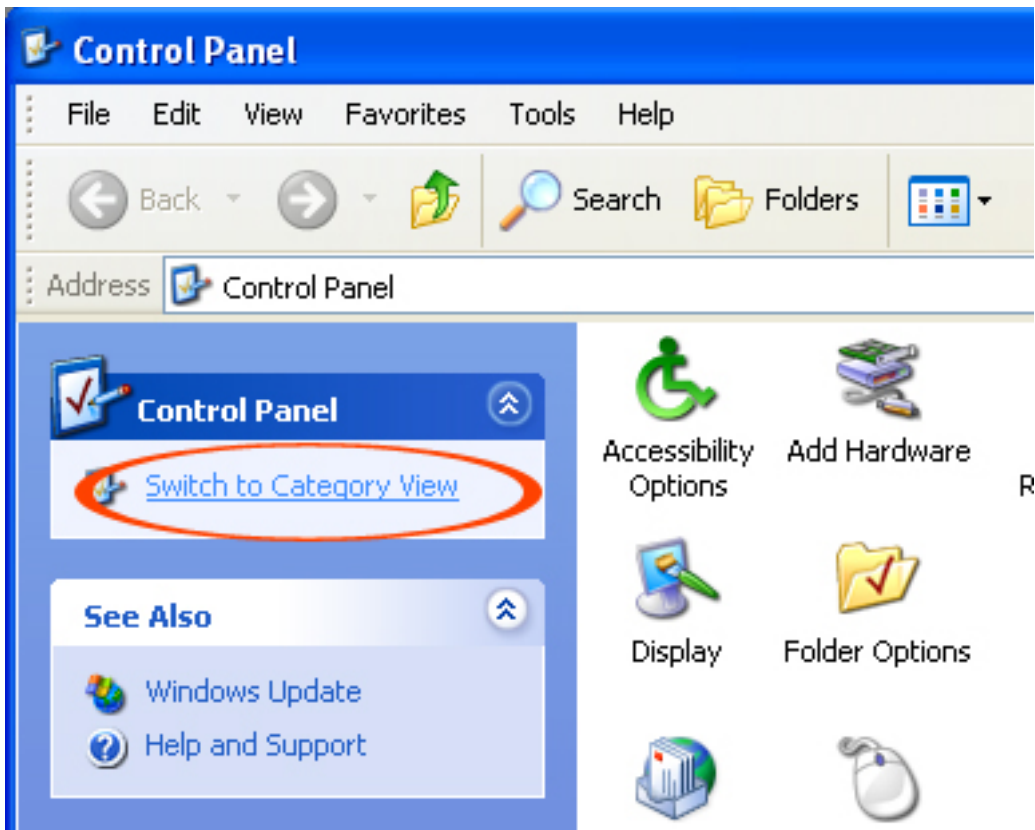 Control Panel
File Edit View Favorites Tools Help
Back Search Folders
Address Control Panel
Control Panel
Switch to Category View
See Also
Windows Update
Help and Support
Accessibility
Options
Add Hardware
R
Display
Folder Options